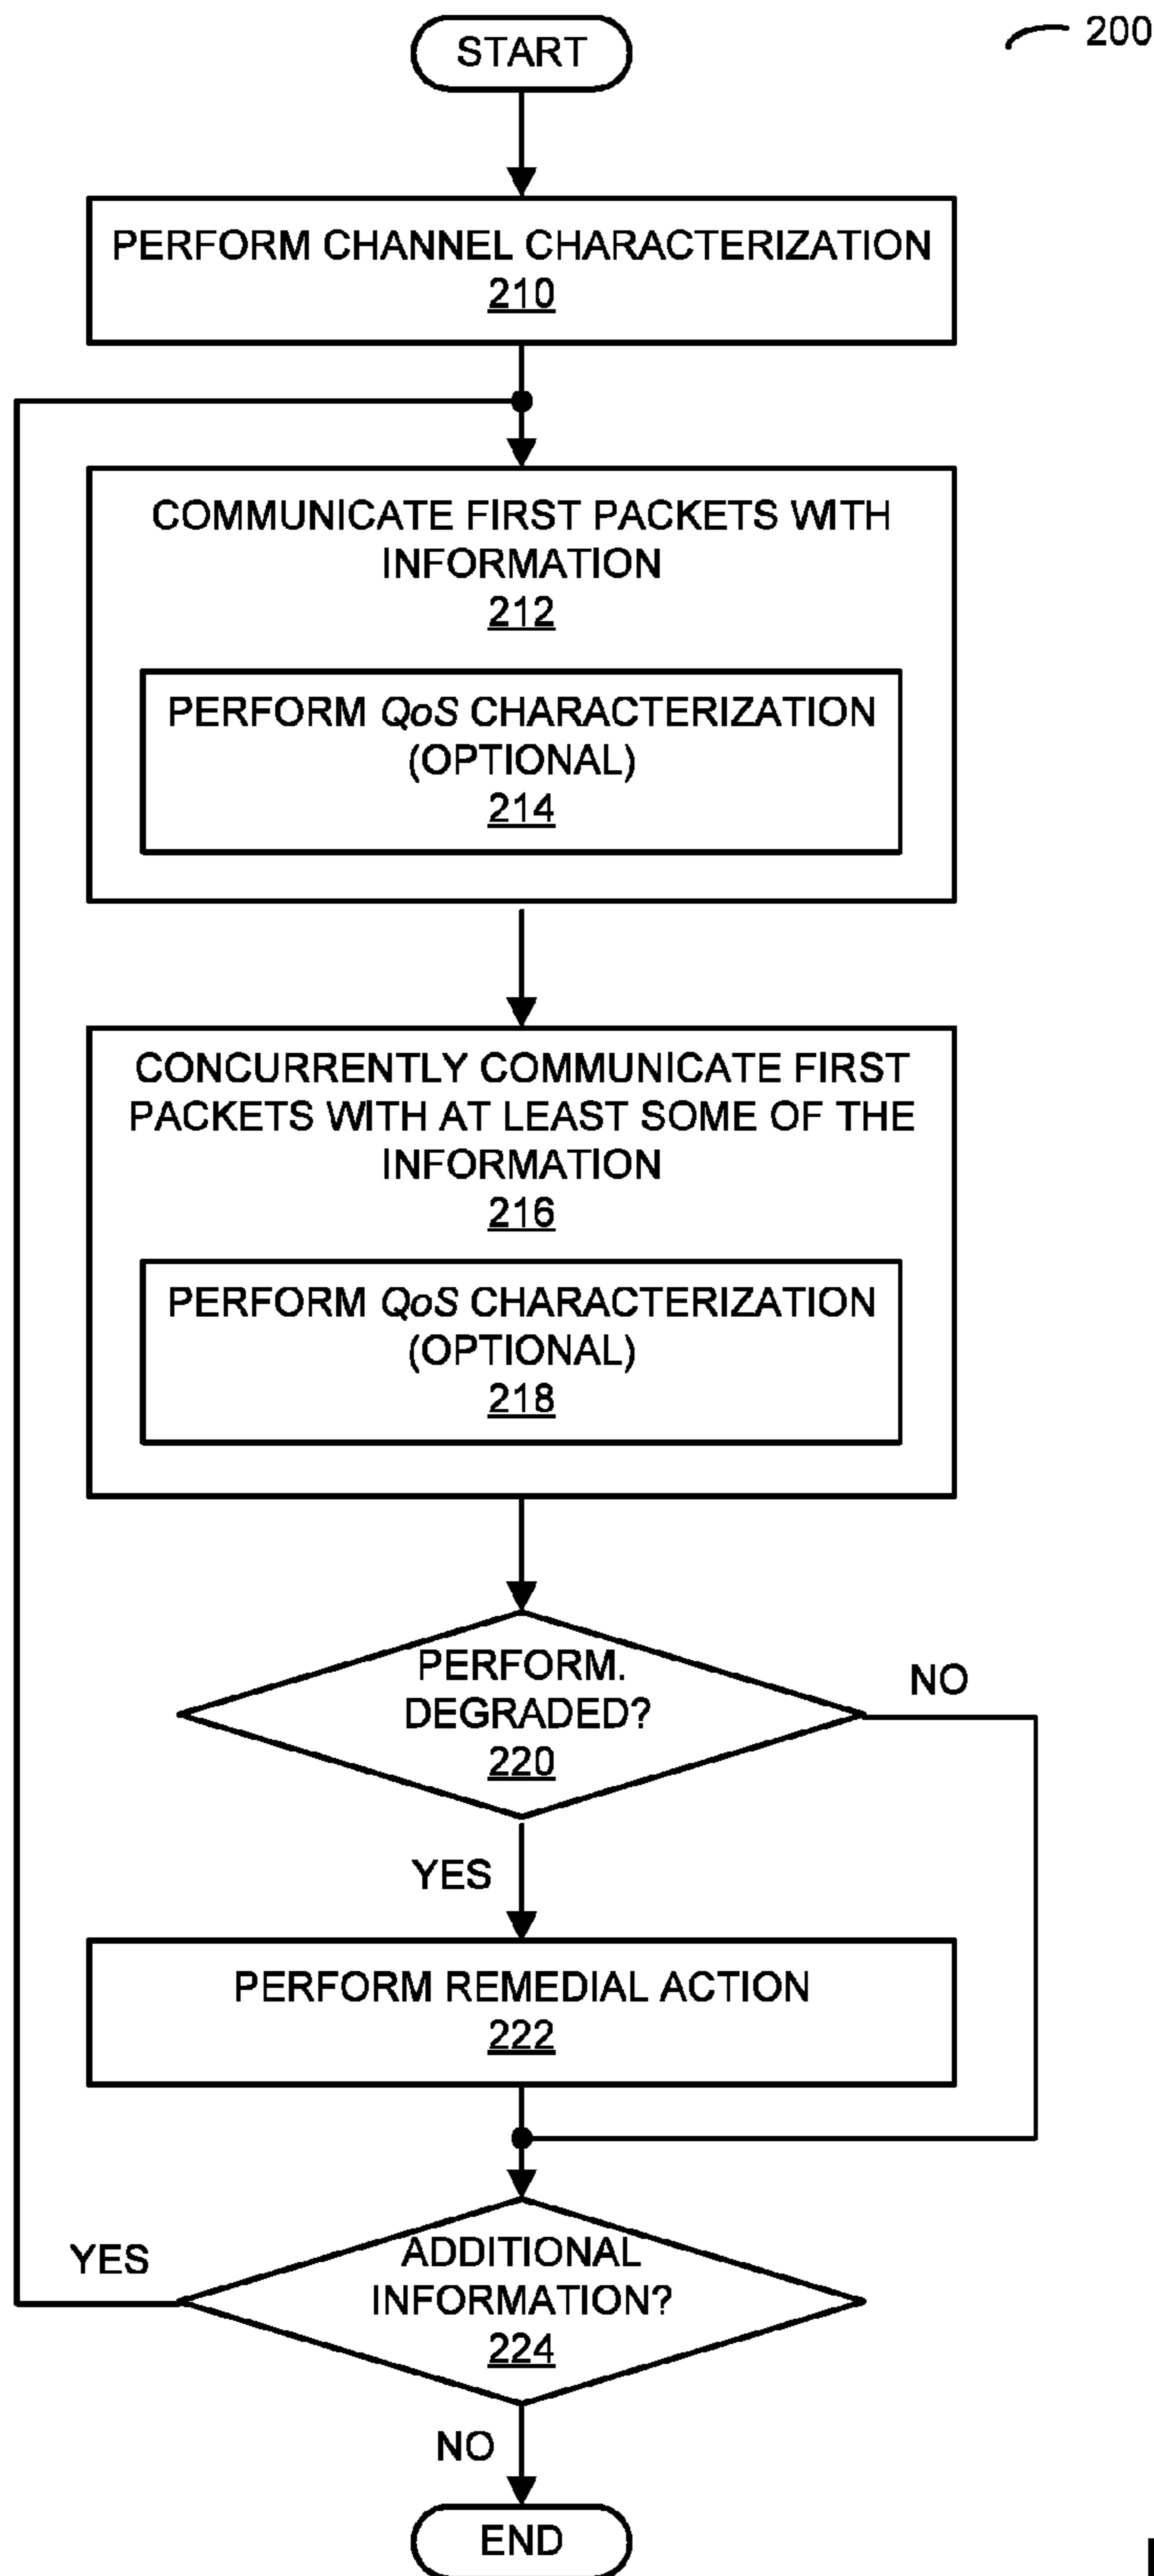 START
200
PERFORM CHANNEL CHARACTERIZATION
210
COMMUNICATE FIRST PACKETS WITH
INFORMATION
212
PERFORM QoS CHARACTERIZATION
(OPTIONAL)
214
CONCURRENTLY COMMUNICATE FIRST
PACKETS WITH AT LEAST SOME OF THE
INFORMATION
216
PERFORM QoS CHARACTERIZATION
(OPTIONAL)
218
PERFORM.
DEGRADED?
220
NO
YES
PERFORM REMEDIAL ACTION
222
YES
ADDITIONAL
INFORMATION?
224
NO
END